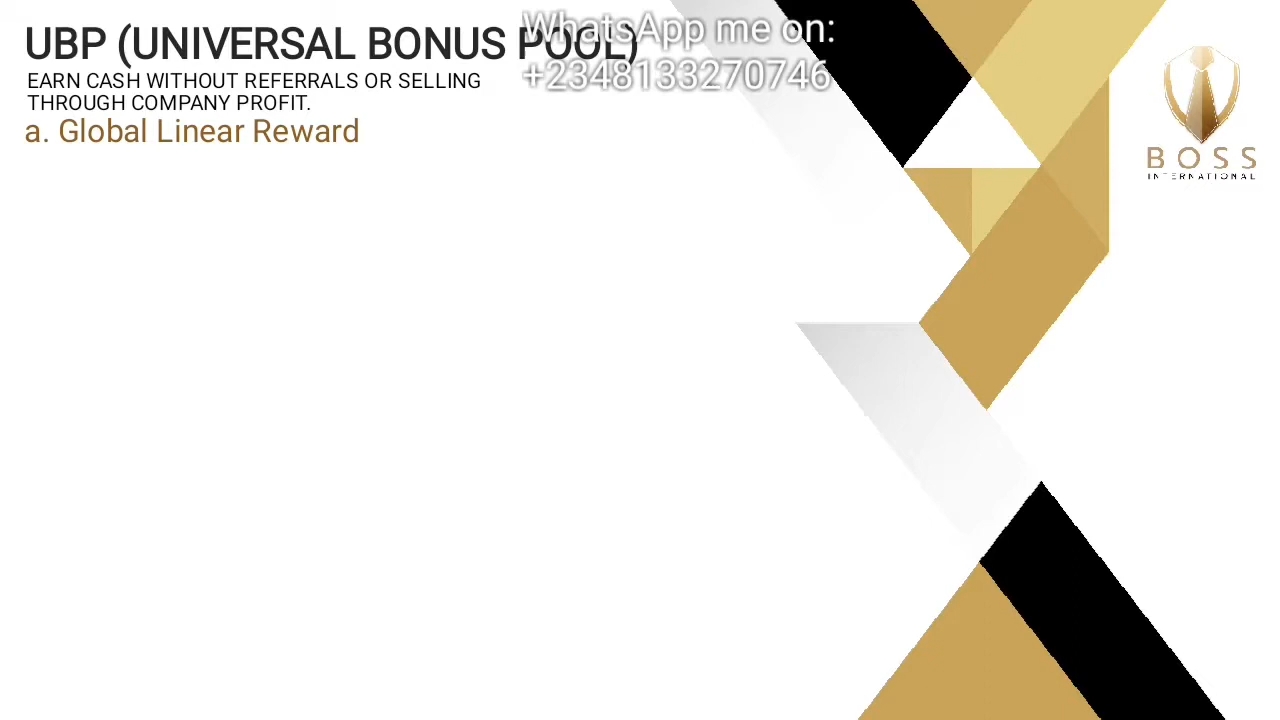 UBP (UNIVERSAL BONUS POOL)
EARN CASH WITHOUT REFERRALS OR SELLING
THROUGH COMPANY PROFIT.
a. Global Linear Reward
WhatsApp me on:
+2348133270746
BOSS
INTERNATIONAL